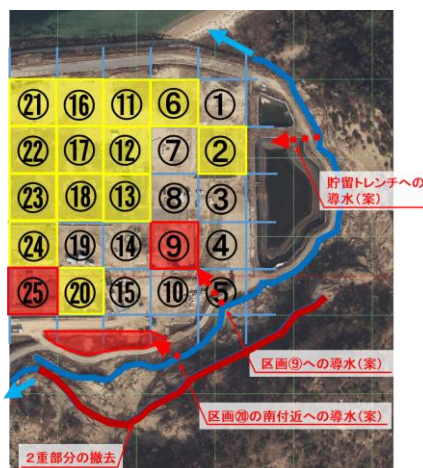 ㉑ ⑯ ⑪ ⑥ ①
㉒ ⑰ ⑫ ⑦ ②
㉓ ⑱ ⑬ ⑧ ③
㉔ ⑲ ⑭ ⑨ ④
㉕ ⑳ ⑮ ⑩ ⑤
貯留トレンチへの
導水(案)
区画⑨への導水(案)
区画⑳の南付近への導水(案)
2重部分の撤去